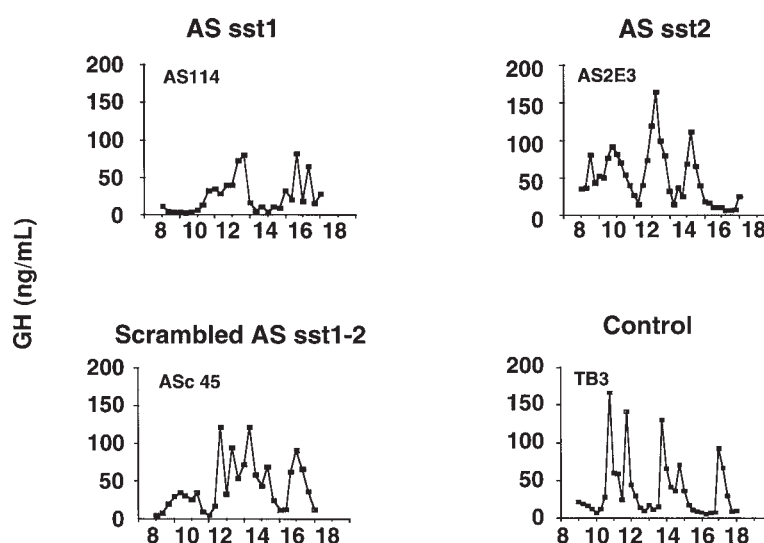 AS sst1
200
AS114
150
100
50
0
8 10 12 14 16 18
AS sst2
200
AS2E3
150
100
50
0
8 10 12 14 16 18
GH (ng/mL)
Scrambled AS sst1-2
200
ASc 45
150
100
50
0
8 10 12 14 16 18
Control
200
TB3
150
100
50
0
8 10 12 14 16 18